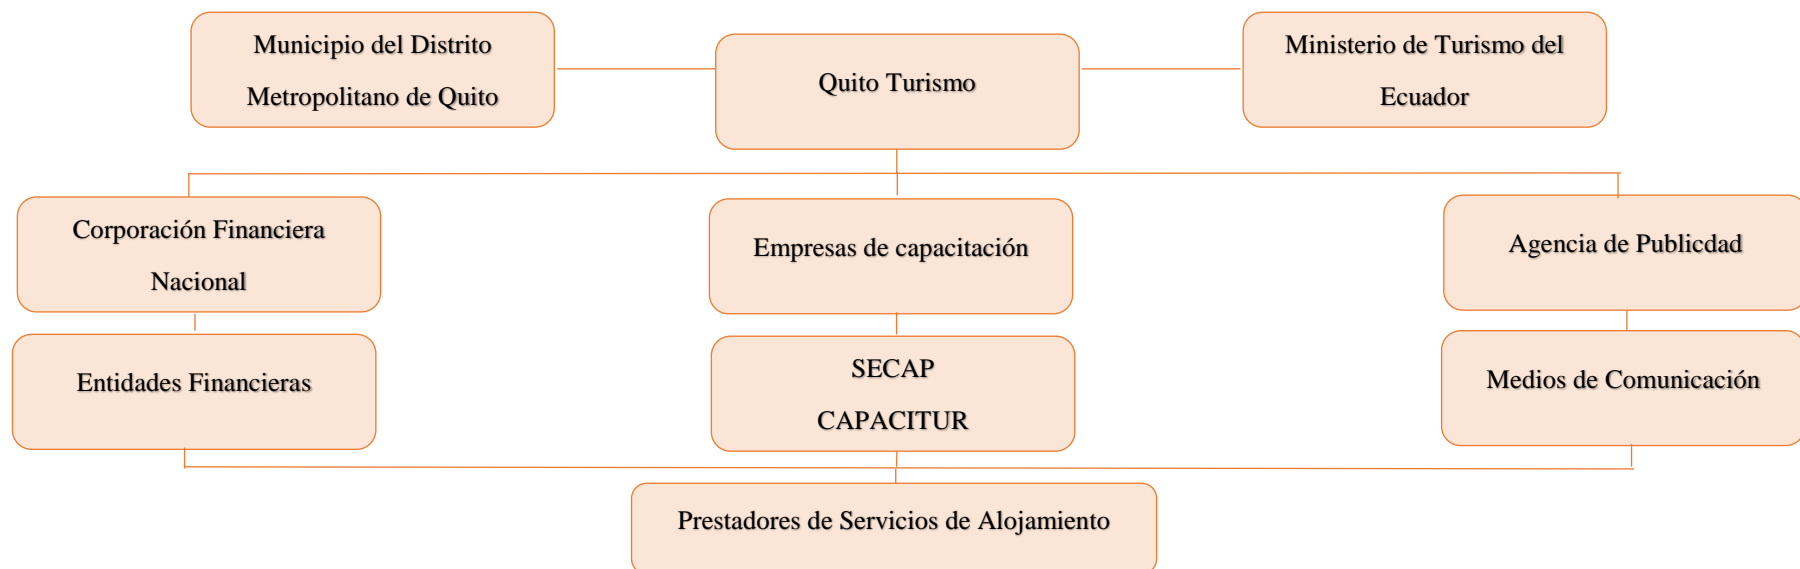 Municipio del Distrito
Metropolitano de Quito
Quito Turismo
Ministerio de Turismo del
Ecuador
Corporación Financiera
Nacional
Empresas de capacitación
Agencia de Publicdad
Entidades Financieras
SECAP
CAPACITUR
Medios de Comunicación
Prestadores de Servicios de Alojamiento